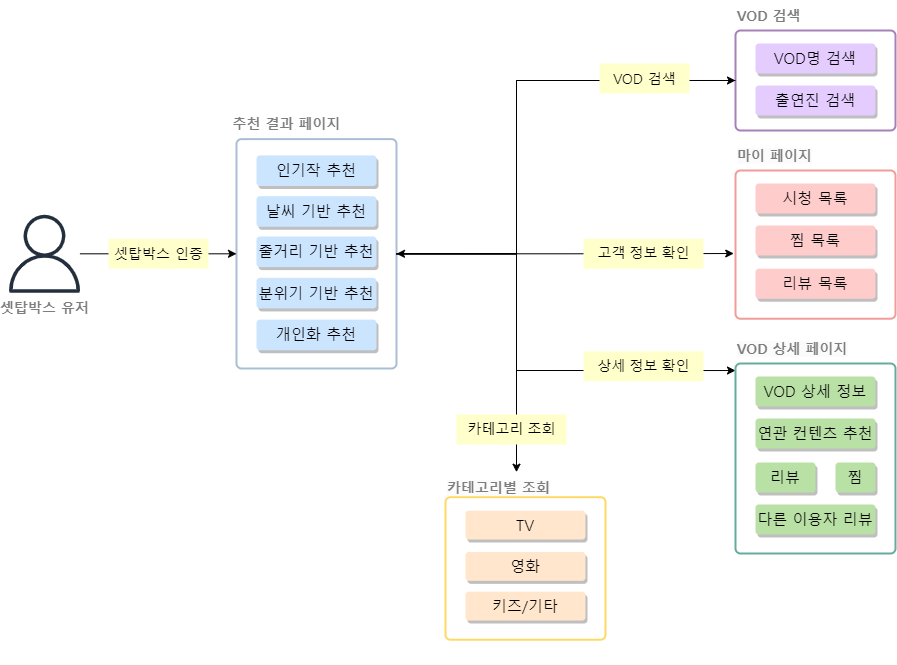 셋탑박스 유저
셋탑박스 인증
추천 결과 페이지
인기작 추천
날씨 기반 추천
줄거리 기반 추천
분위기 기반 추천
개인화 추천
VOD 검색
VOD 검색
VOD명 검색
출연진 검색
고객 정보 확인
마이 페이지
시청 목록
찜 목록
리뷰 목록
상세 정보 확인
VOD 상세 페이지
VOD 상세 정보
연관 컨텐츠 추천
리뷰
찜
다른 이용자 리뷰
카테고리 조회
카테고리별 조회
TV
영화
키즈/기타